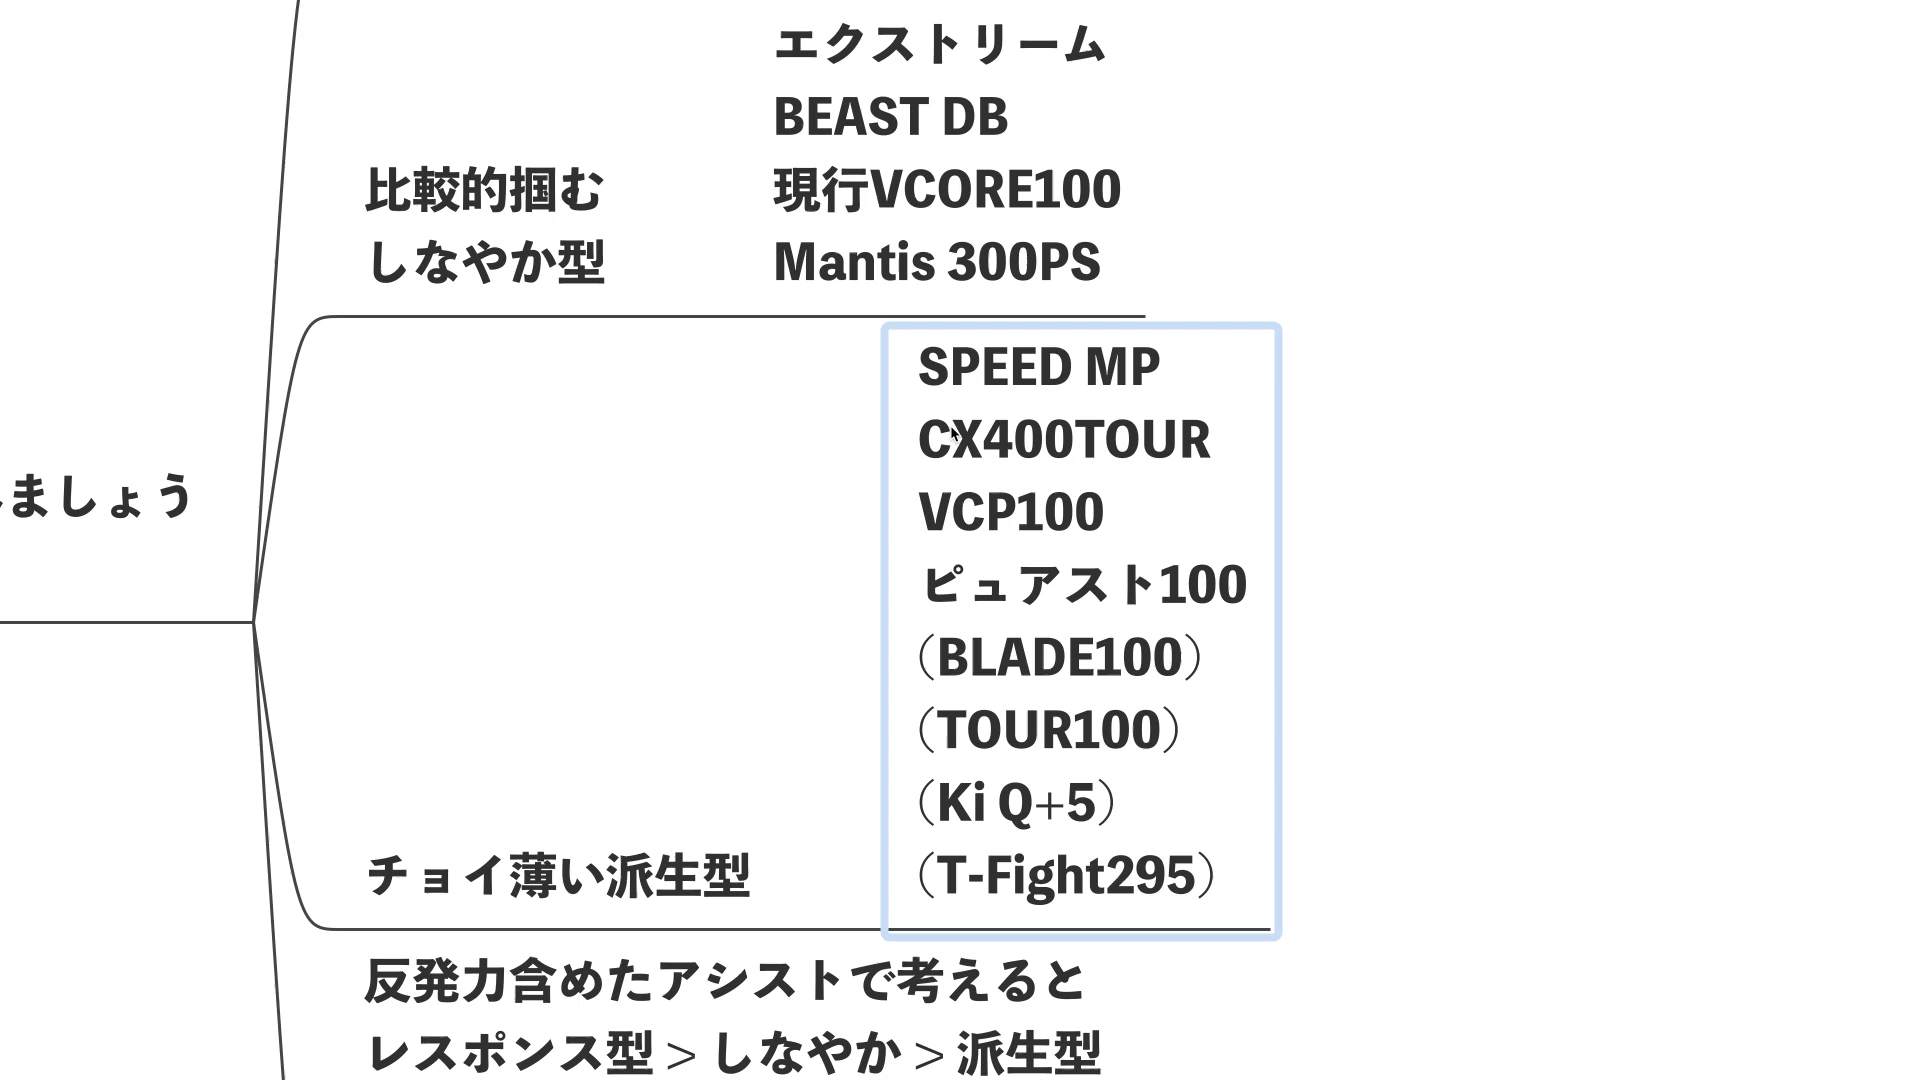 エクストリーム
BEAST DB
比較的掴む
現行VCORE100
しなやか型
Mantis 300PS
ましょう
チョイ薄い派生型
SPEED MP
CX400TOUR
VCP100
ピュアスト100
（BLADE100）
（TOUR100）
（Ki Q+5）
（T-Fight295）
反発力含めたアシストで考えると
レスポンス型 > しなやか > 派生型